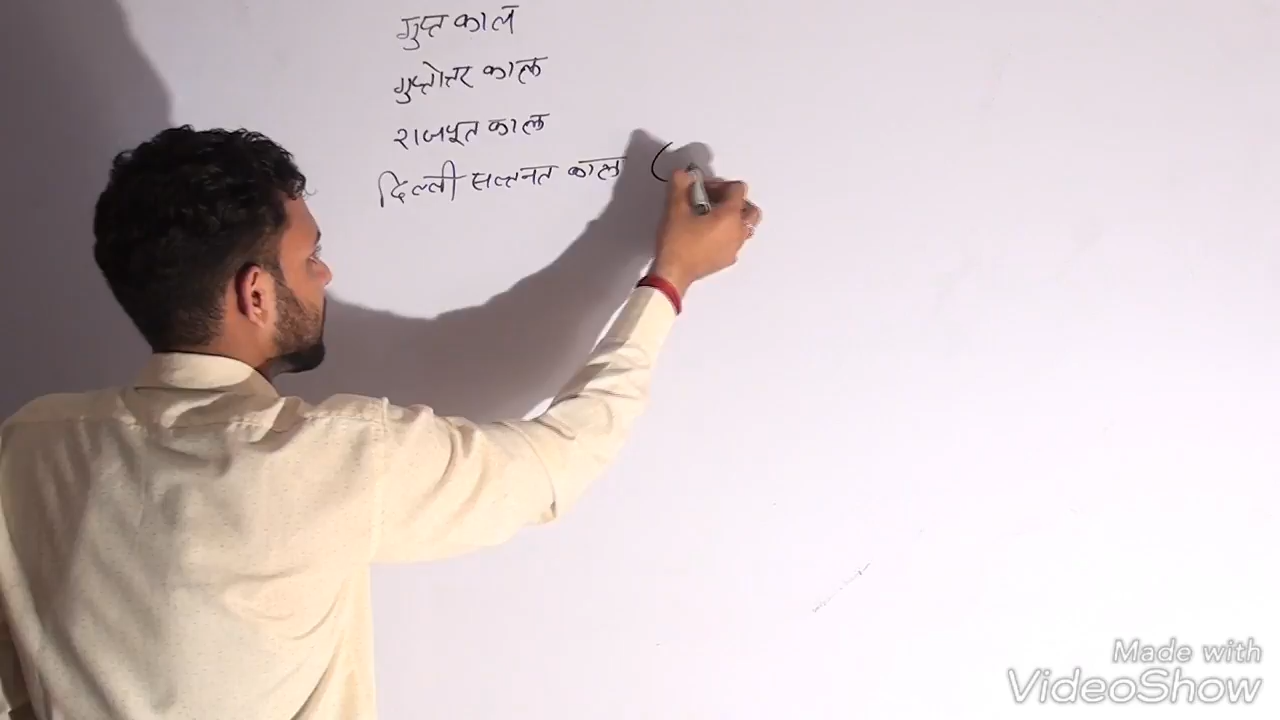 गुप्त काल
गुप्तोत्तर काल
राजपूत काल
दिल्ली सल्तनत काल (
Made with
VideoShow